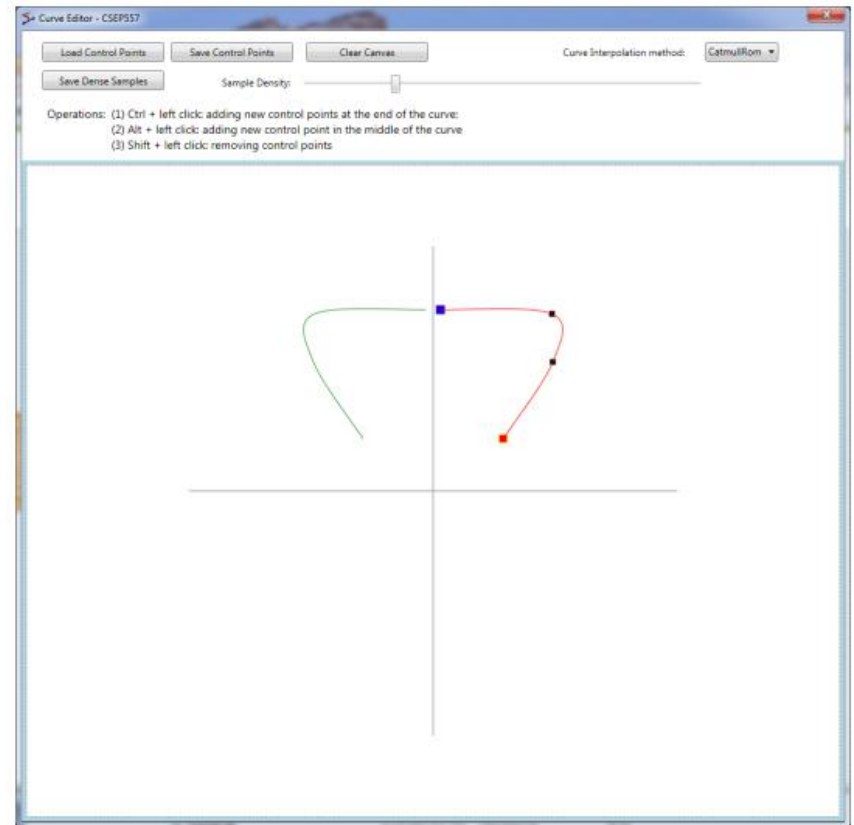 Curve Editor - CSEP557
Load Control Points Save Control Points Clear Canvas Curve Interpolation method: CatmullRom
Save Dense Samples Sample Density:
Operations: (1) Ctrl + left click: adding new control points at the end of the curve;
(2) Alt + left click: adding new control point in the middle of the curve
(3) Shift + left click: removing control points